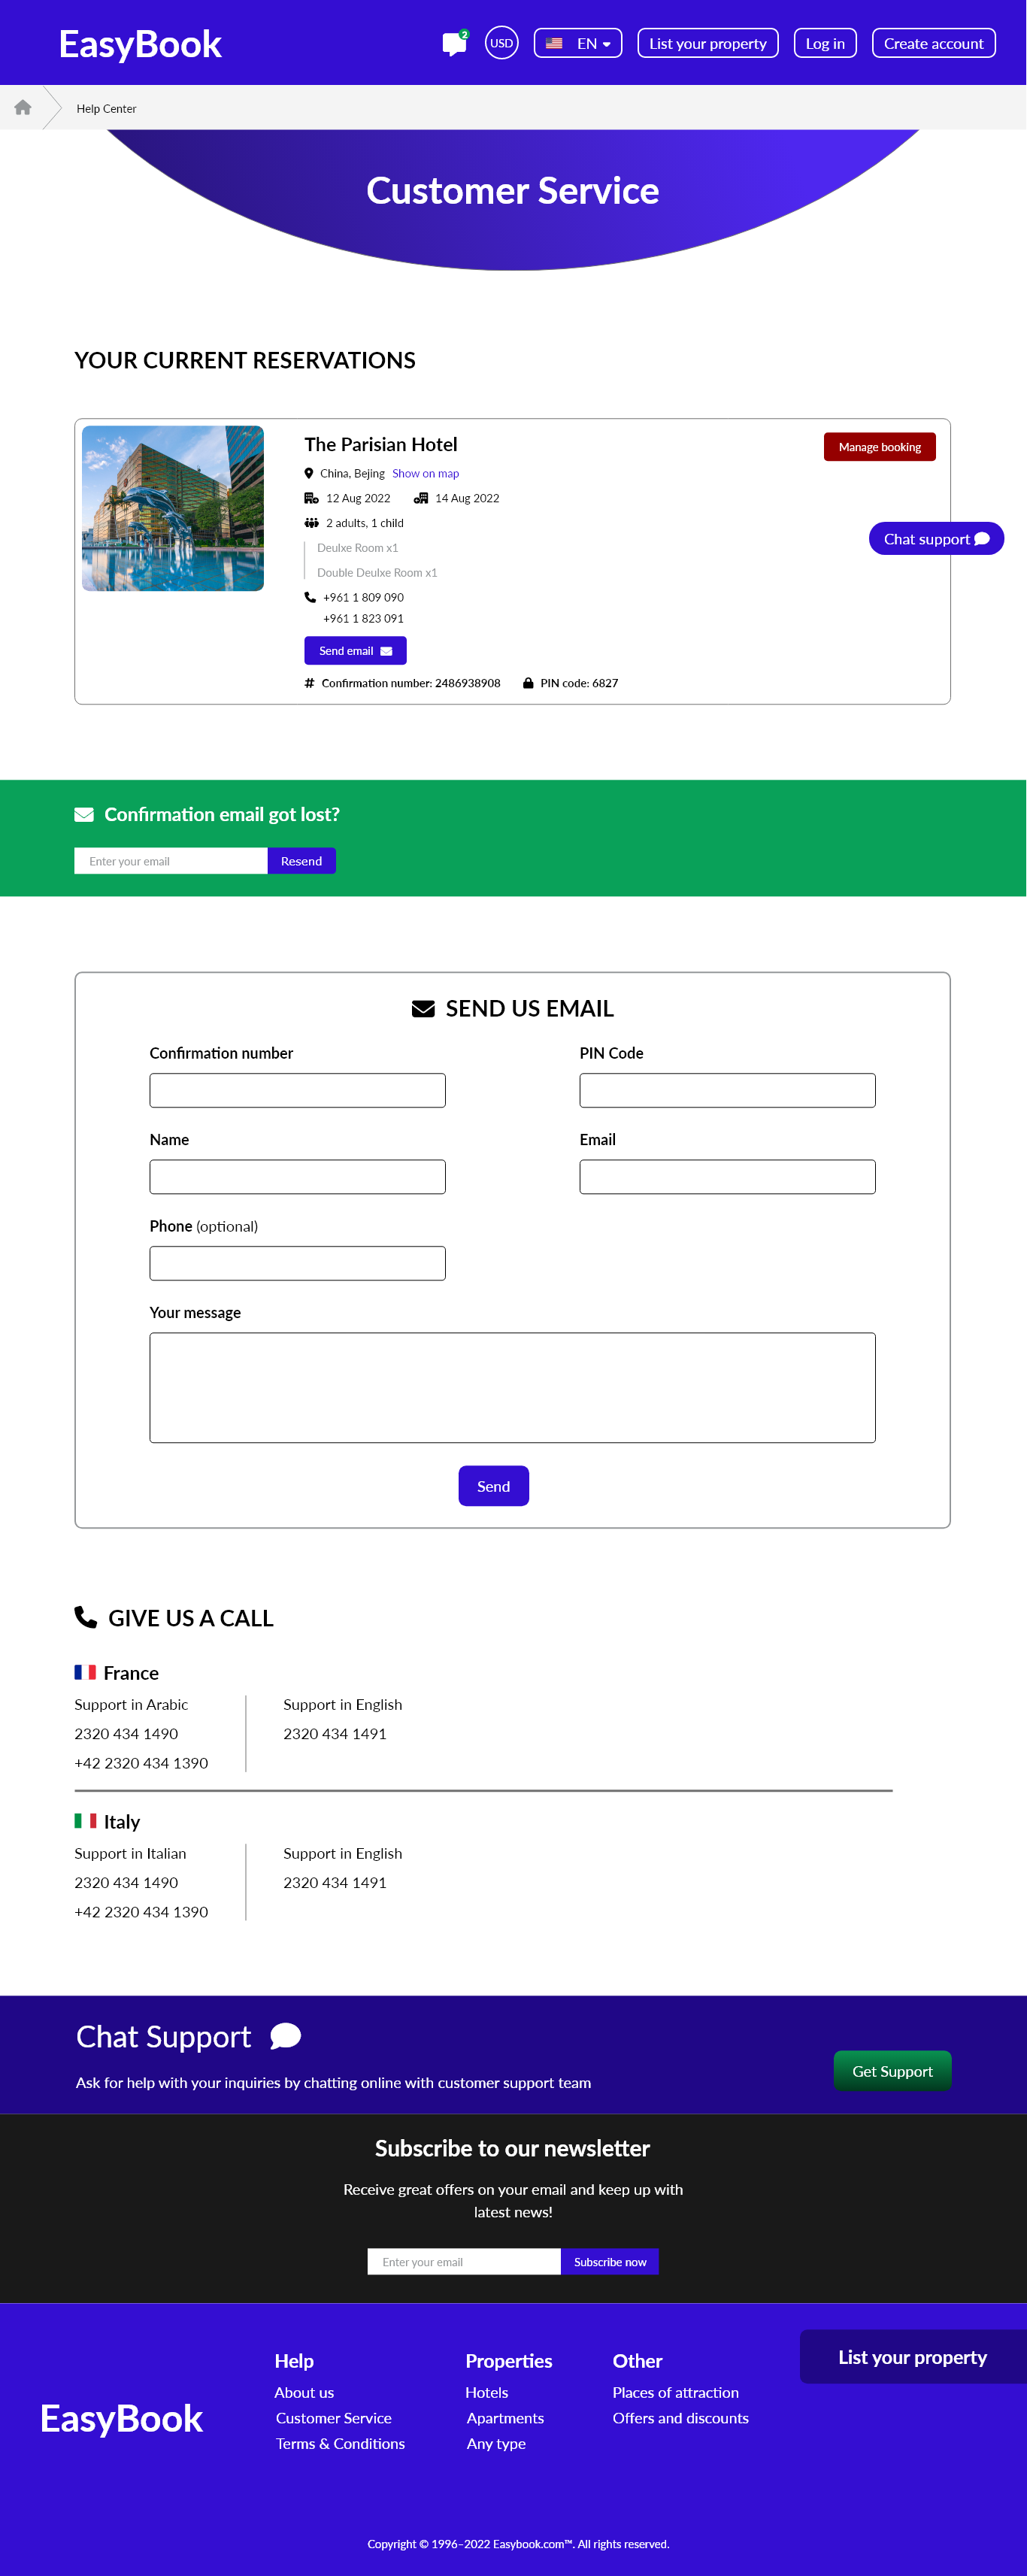 EasyBook
2
USD
EN
List your property
Log in
Create account
Help Center
Customer Service
YOUR CURRENT RESERVATIONS
The Parisian Hotel
Manage booking
China, Bejing Show on map
12 Aug 2022 14 Aug 2022
2 adults, 1 child
Chat support
Deulxe Room x1
Double Deulxe Room x1
+961 1 809 090
+961 1 823 091
Send email
# Confirmation number: 2486938908 PIN code: 6827
Confirmation email got lost?
Enter your email Resend
SEND US EMAIL
Confirmation number PIN Code
Name Email
Phone (optional)
Your message
Send
GIVE US A CALL
France
Support in Arabic Support in English
2320 434 1490 2320 434 1491
+42 2320 434 1390
Italy
Support in Italian Support in English
2320 434 1490 2320 434 1491
+42 2320 434 1390
Chat Support
Ask for help with your inquiries by chatting online with customer support team
Get Support
Subscribe to our newsletter
Receive great offers on your email and keep up with
latest news!
Enter your email Subscribe now
List your property
Help Properties Other
About us Hotels Places of attraction
Customer Service Apartments Offers and discounts
Terms & Conditions Any type
EasyBook
Copyright © 1996–2022 Easybook.com™. All rights reserved.